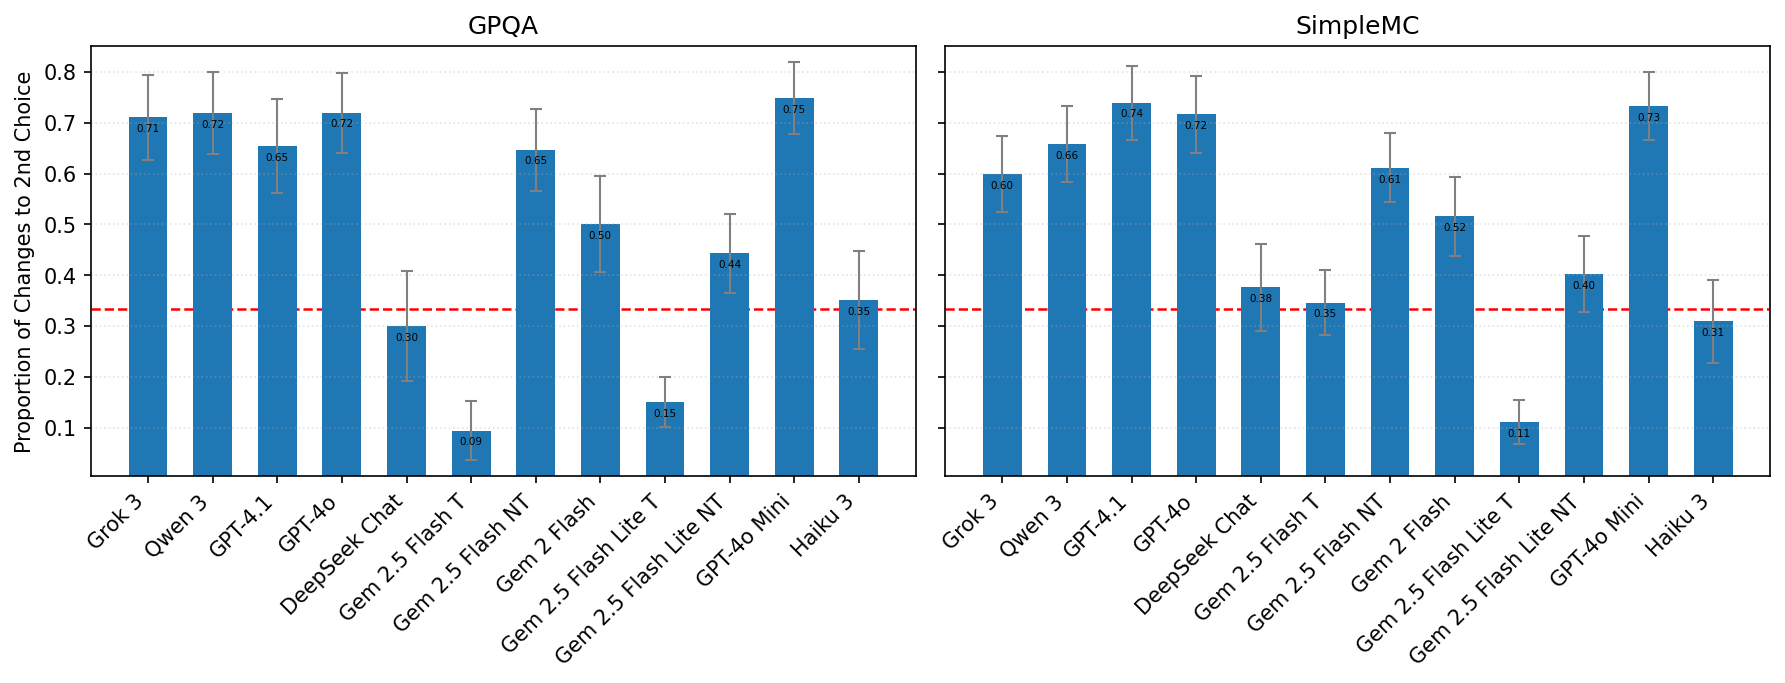 GPQA
SimpleMC
Proportion of Changes to 2nd Choice
0.8
0.7
0.6
0.5
0.4
0.3
0.2
0.1
0.71
0.72
0.65
0.72
0.30
0.09
0.65
0.50
0.15
0.44
0.75
0.35
0.60
0.66
0.74
0.72
0.38
0.35
0.61
0.52
0.11
0.40
0.73
0.31
Grok 3
Qwen 3
GPT-4.1
GPT-4o
DeepSeek Chat
Gem 2.5 Flash T
Gem 2.5 Flash NT
Gem 2 Flash
Gem 2.5 Flash Lite T
Gem 2.5 Flash Lite NT
GPT-4o Mini
Haiku 3
Grok 3
Qwen 3
GPT-4.1
GPT-4o
DeepSeek Chat
Gem 2.5 Flash T
Gem 2.5 Flash NT
Gem 2 Flash
Gem 2.5 Flash Lite T
Gem 2.5 Flash Lite NT
GPT-4o Mini
Haiku 3